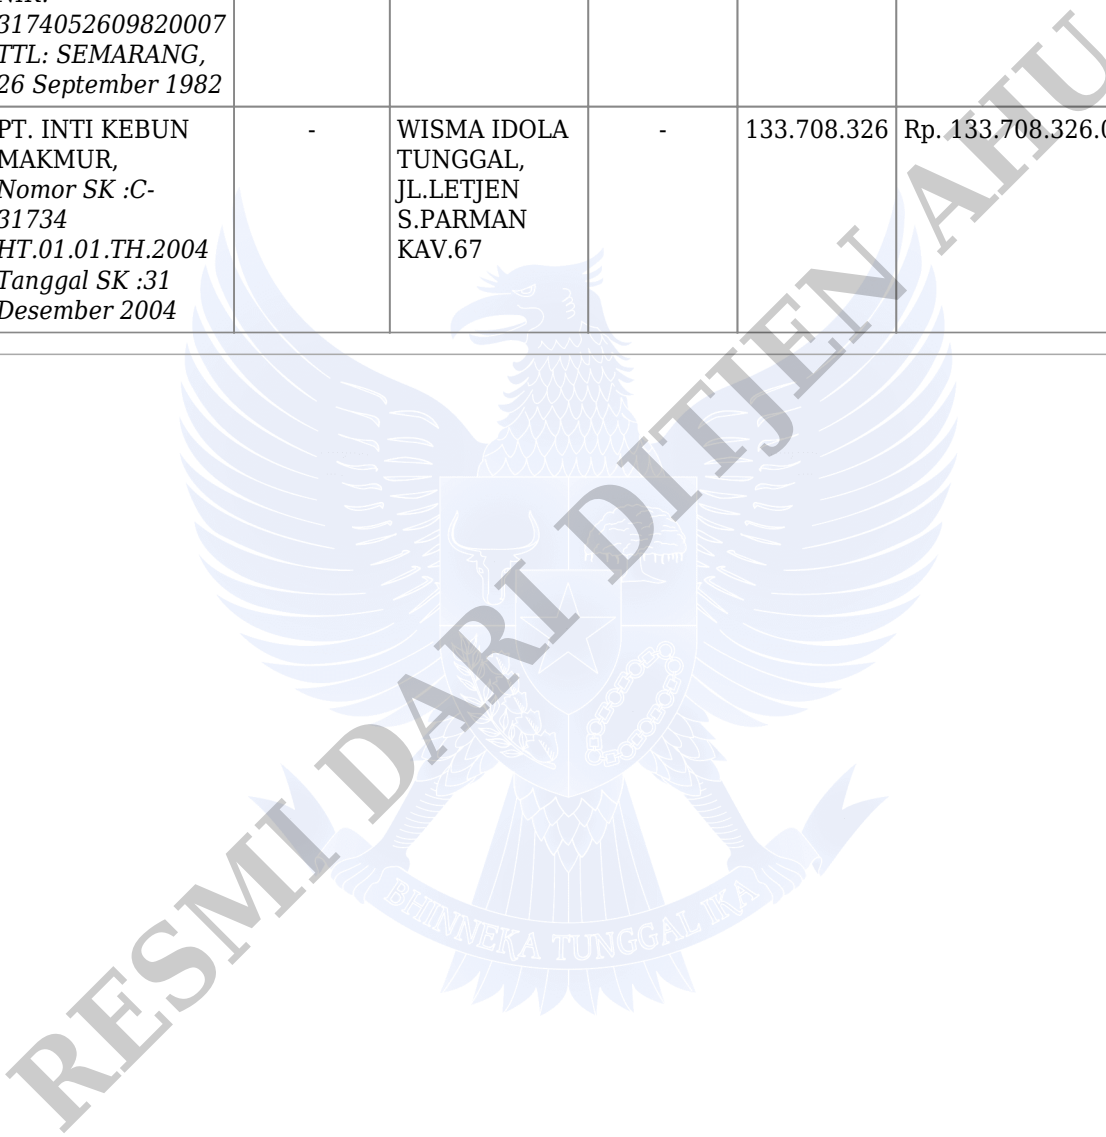 3174052609820007
TTL: SEMARANG,
26 September 1982
PT. INTI KEBUN
MAKMUR,
Nomor SK :C-
31734
HT.01.01.TH.2004
Tanggal SK :31
Desember 2004
-
WISMA IDOLA
TUNGGAL,
JL.LETJEN
S.PARMAN
KAV.67
-
133.708.326
Rp. 133.708.326.0
RESMI DARI DITJEN AHU
BHINNEKA TUNGGAL IKA